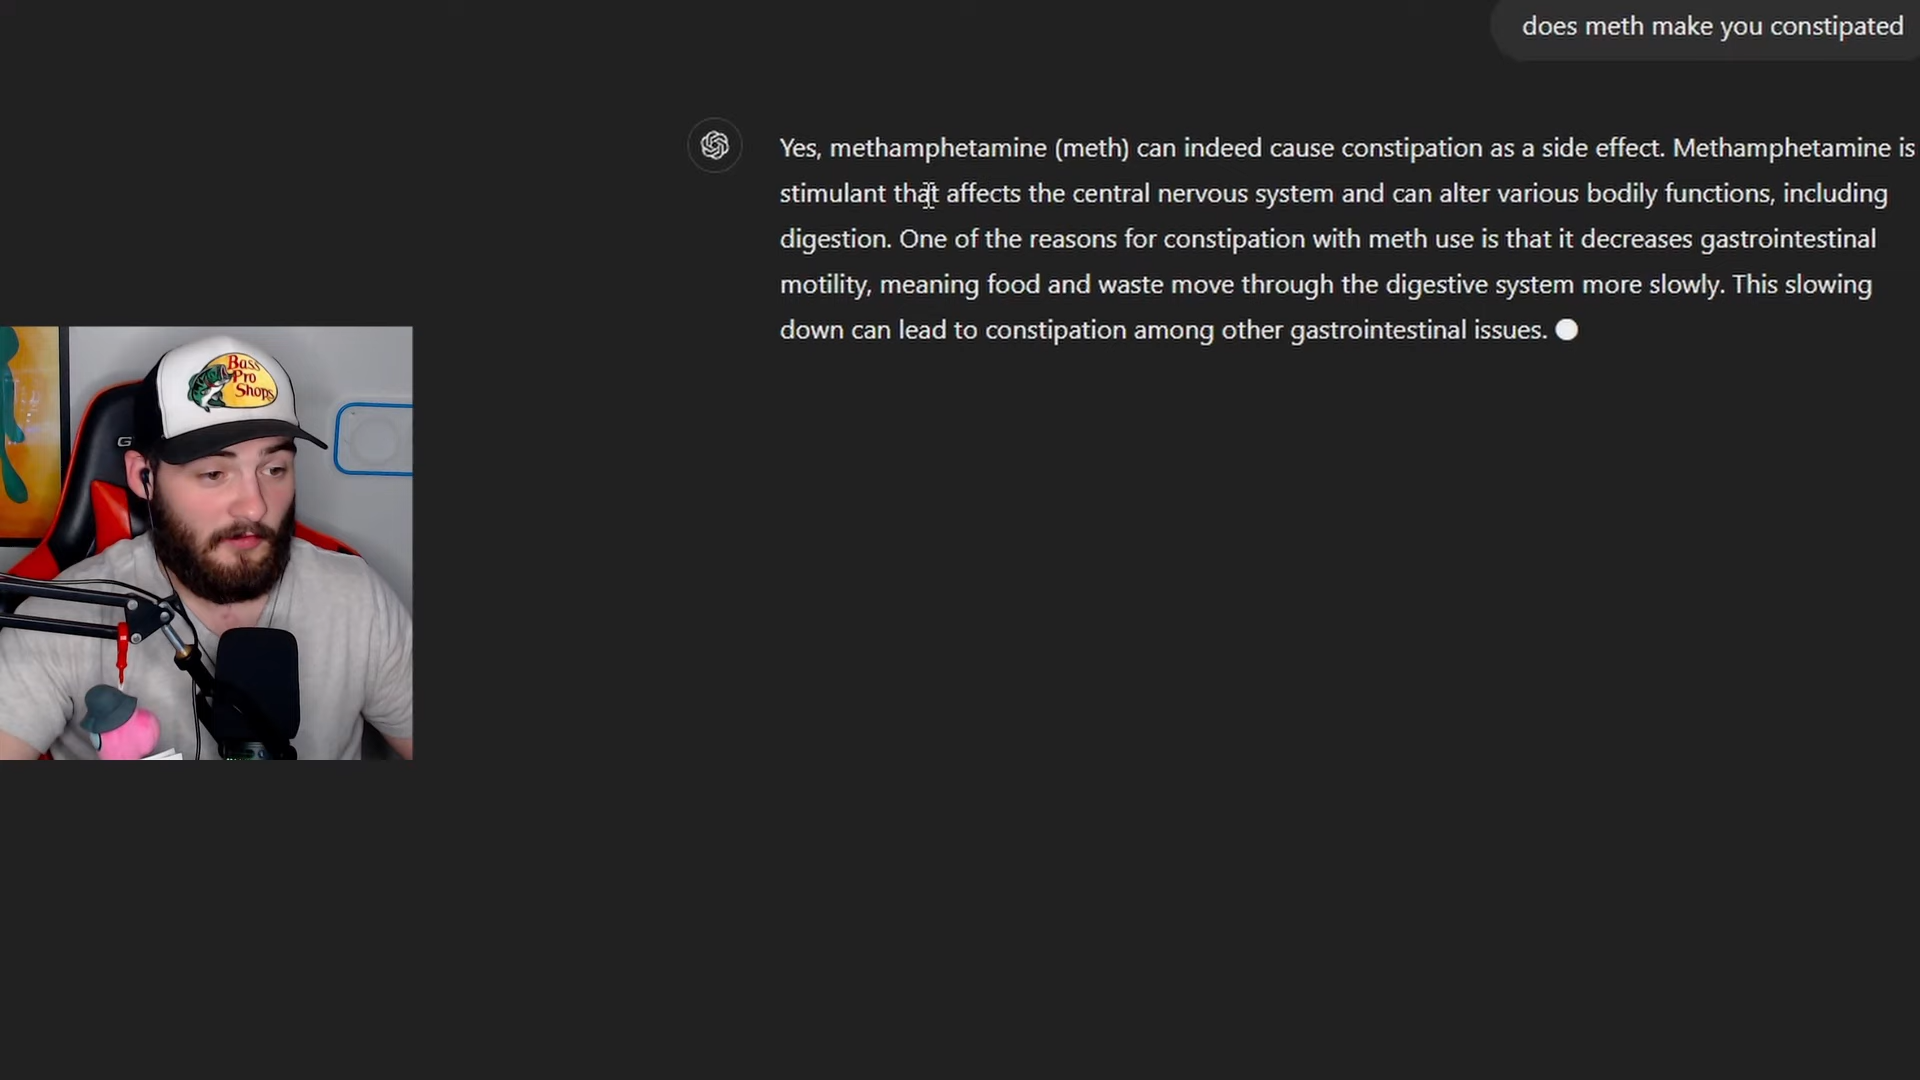 does meth make you constipated
Yes, methamphetamine (meth) can indeed cause constipation as a side effect. Methamphetamine is
stimulant that affects the central nervous system and can alter various bodily functions, including
digestion. One of the reasons for constipation with meth use is that it decreases gastrointestinal
motility, meaning food and waste move through the digestive system more slowly. This slowing
down can lead to constipation among other gastrointestinal issues.
Bass
Pro
Shops
G